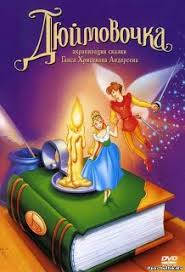 Дюймовочка
экранизация сказки
Ганса Христиана Андерсена
DVD